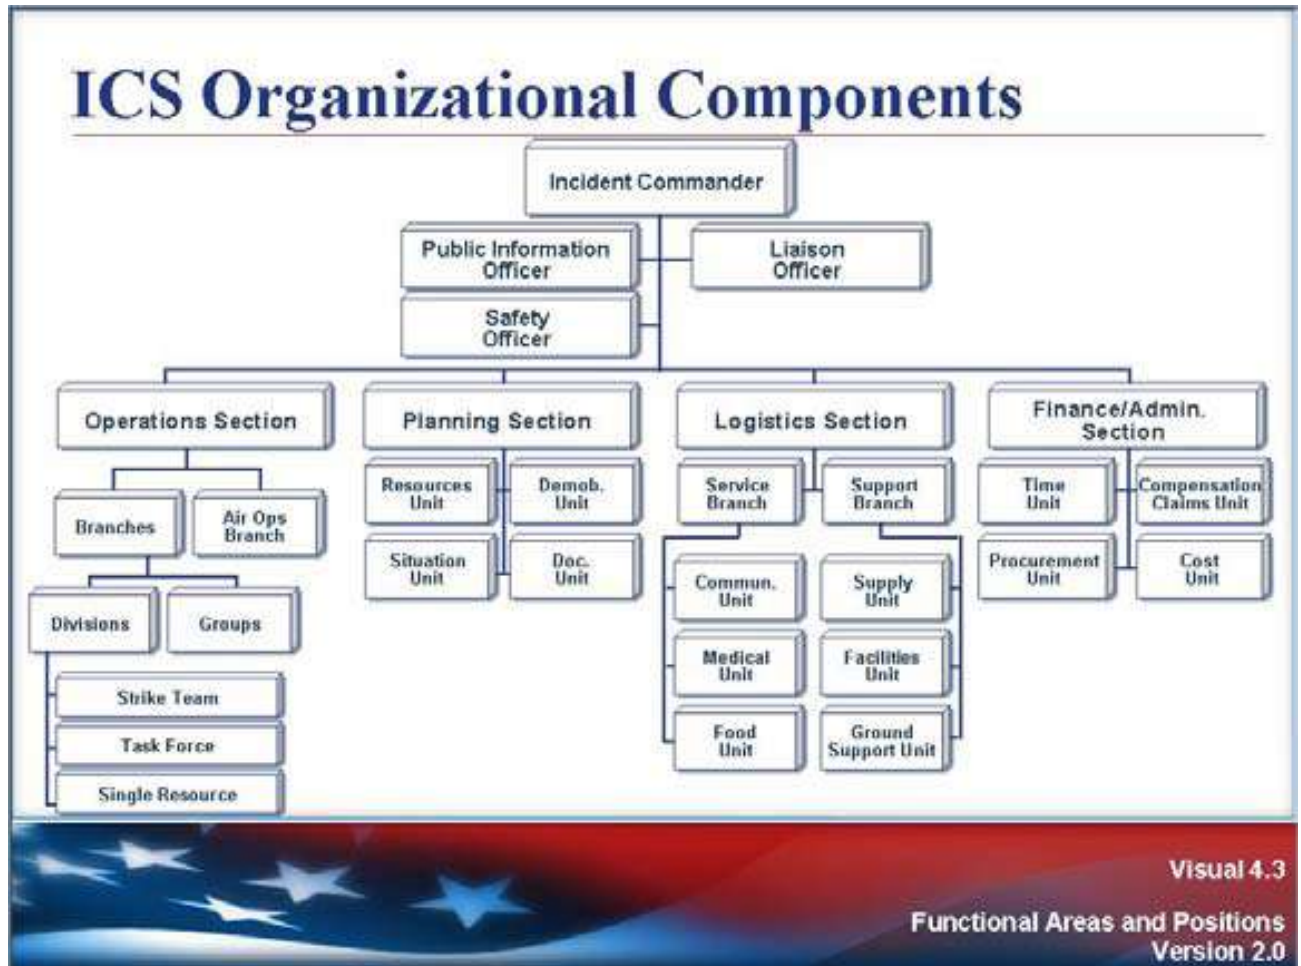 ICS Organizational Components
Incident Commander
Public Information
Officer
Liaison
Officer
Safety
Officer
Operations Section
Planning Section
Logistics Section
Finance/Admin.
Section
Branches
Air Ops
Branch
Divisions
Groups
Strike Team
Task Force
Single Resource
Resources
Unit
Demob.
Unit
Situation
Unit
Doc.
Unit
Service
Branch
Support
Branch
Commun.
Unit
Supply
Unit
Medical
Unit
Facilities
Unit
Food
Unit
Ground
Support Unit
Time
Unit
Compensation
Claims Unit
Procurement
Unit
Cost
Unit
Visual 4.3
Functional Areas and Positions
Version 2.0